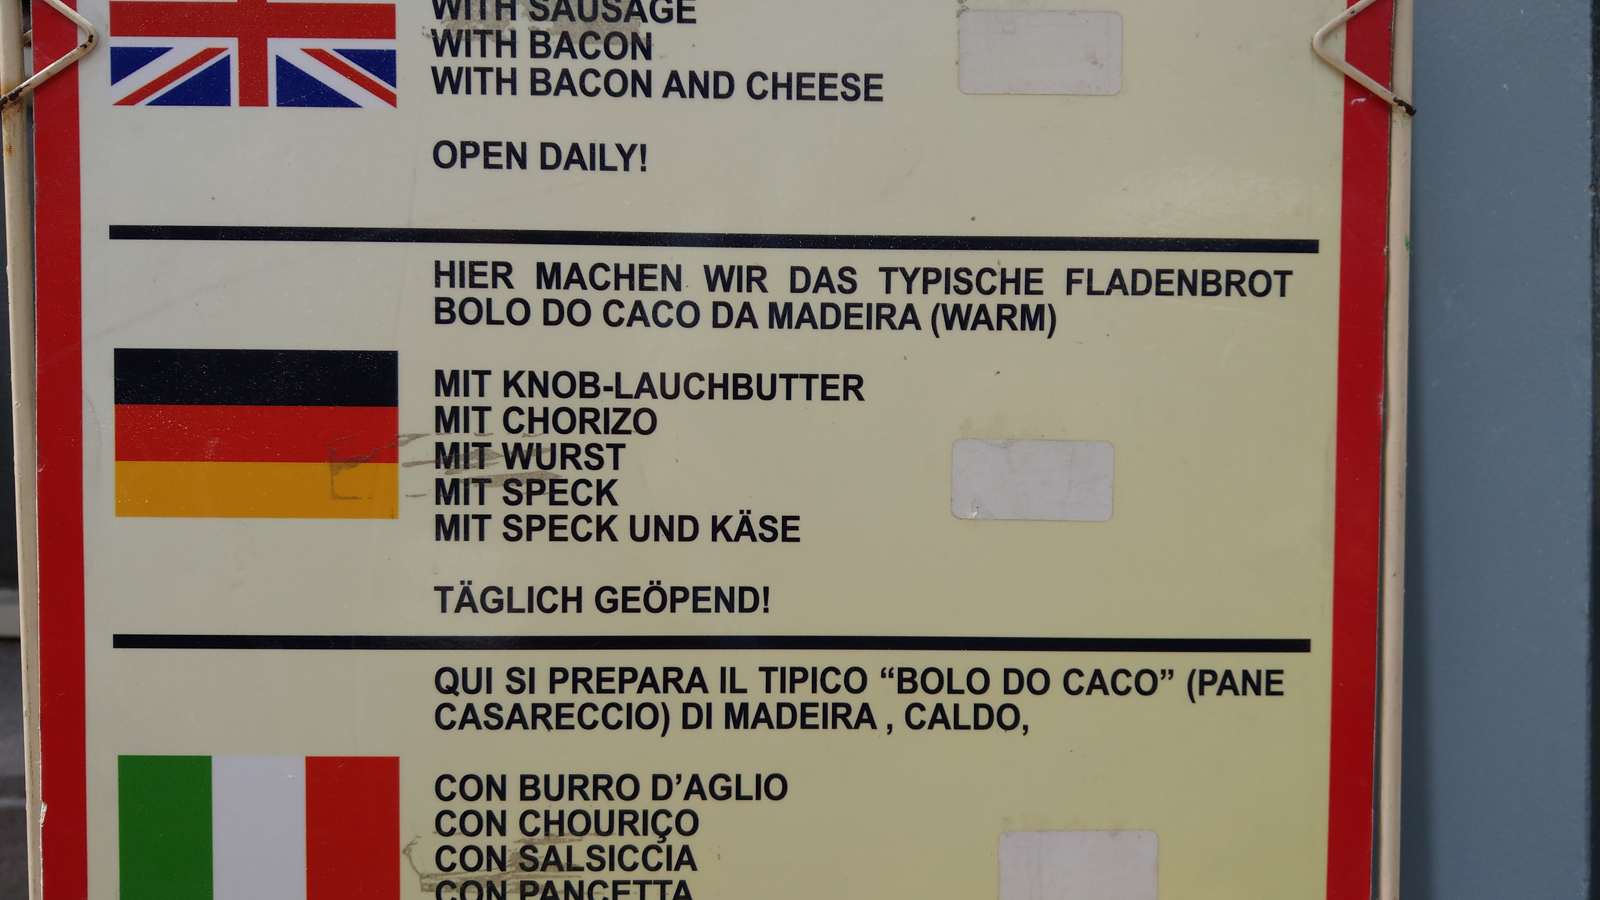 WITH SAUSAGE
WITH BACON
WITH BACON AND CHEESE
OPEN DAILY!
HIER MACHEN WIR DAS TYPISCHE FLADENBROT
BOLO DO CACO DA MADEIRA (WARM)
MIT KNOB-LAUCHBUTTER
MIT CHORIZO
MIT WURST
MIT SPECK
MIT SPECK UND KÄSE
TÄGLICH GEÖPEND!
QUI SI PREPARA IL TIPICO “BOLO DO CACO” (PANE
CASARECCIO) DI MADEIRA , CALDO,
CON BURRO D’AGLIO
CON CHOURIÇO
CON SALSICCIA
CON PANCETTA